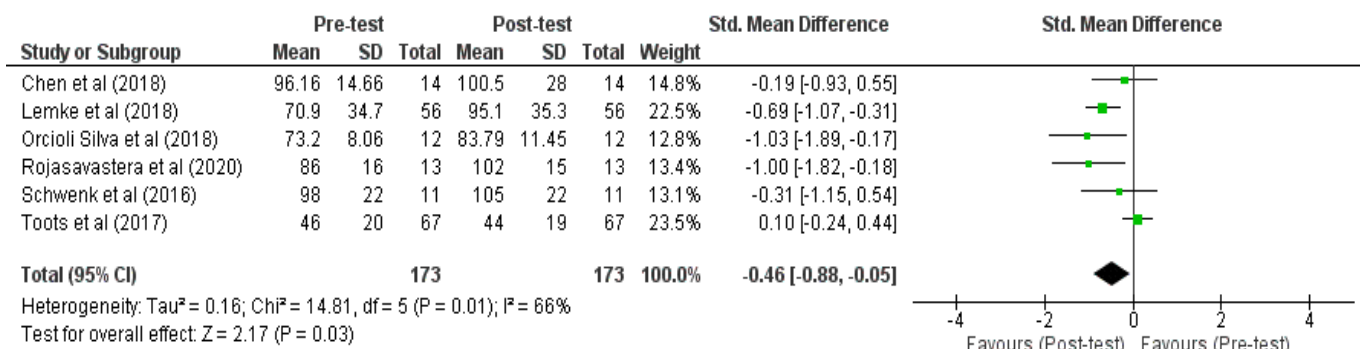 Pre-test Post-test Std. Mean Difference Std. Mean Difference
Study or Subgroup Mean SD Total Mean SD Total Weight
Chen et al (2018) 96.16 14.66 14 100.5 28 14 14.8% -0.19 [-0.93, 0.55]
Lemke et al (2018) 70.9 34.7 56 95.1 35.3 56 22.5% -0.69 [-1.07, -0.31]
Orcioli Silva et al (2018) 73.2 8.06 12 83.79 11.45 12 12.8% -1.03 [-1.89, -0.17]
Rojasavastera et al (2020) 86 16 13 102 15 13 13.4% -1.00 [-1.82, -0.18]
Schwenk et al (2016) 98 22 11 105 22 11 13.1% -0.31 [-1.15, 0.54]
Toots et al (2017) 46 20 67 44 19 67 23.5% 0.10 [-0.24, 0.44]
Total (95% CI) 173 173 100.0% -0.46 [-0.88, -0.05]
Heterogeneity: Tau² = 0.16; Chi² = 14.81, df = 5 (P = 0.01); I² = 66%
Test for overall effect: Z = 2.17 (P = 0.03)
-4 -2 0 2 4
Favours (Post-test) Favours (Pre-test)